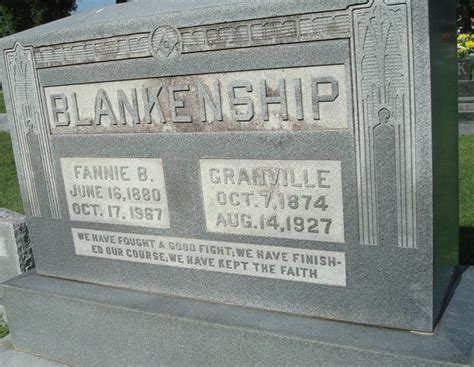 BLANKENSHIP
FANNIE B.
JUNE 16, 1880
OCT. 17, 1967
GRANVILLE
OCT. 7, 1874
AUG. 14, 1927
WE HAVE FOUGHT A GOOD FIGHT; WE HAVE FINISH-
ED OUR COURSE; WE HAVE KEPT THE FAITH